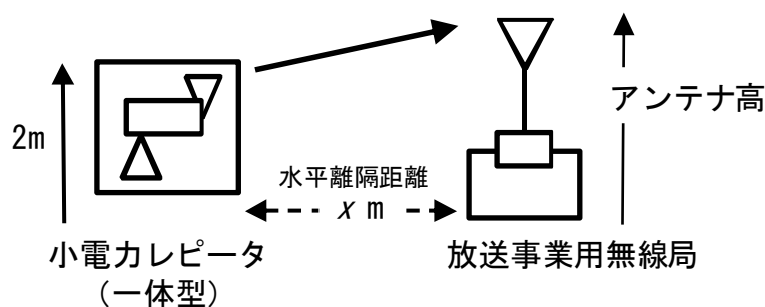 2m
アンテナ高
水平離隔距離
x m
小電力レピータ
（一体型）
放送事業用無線局